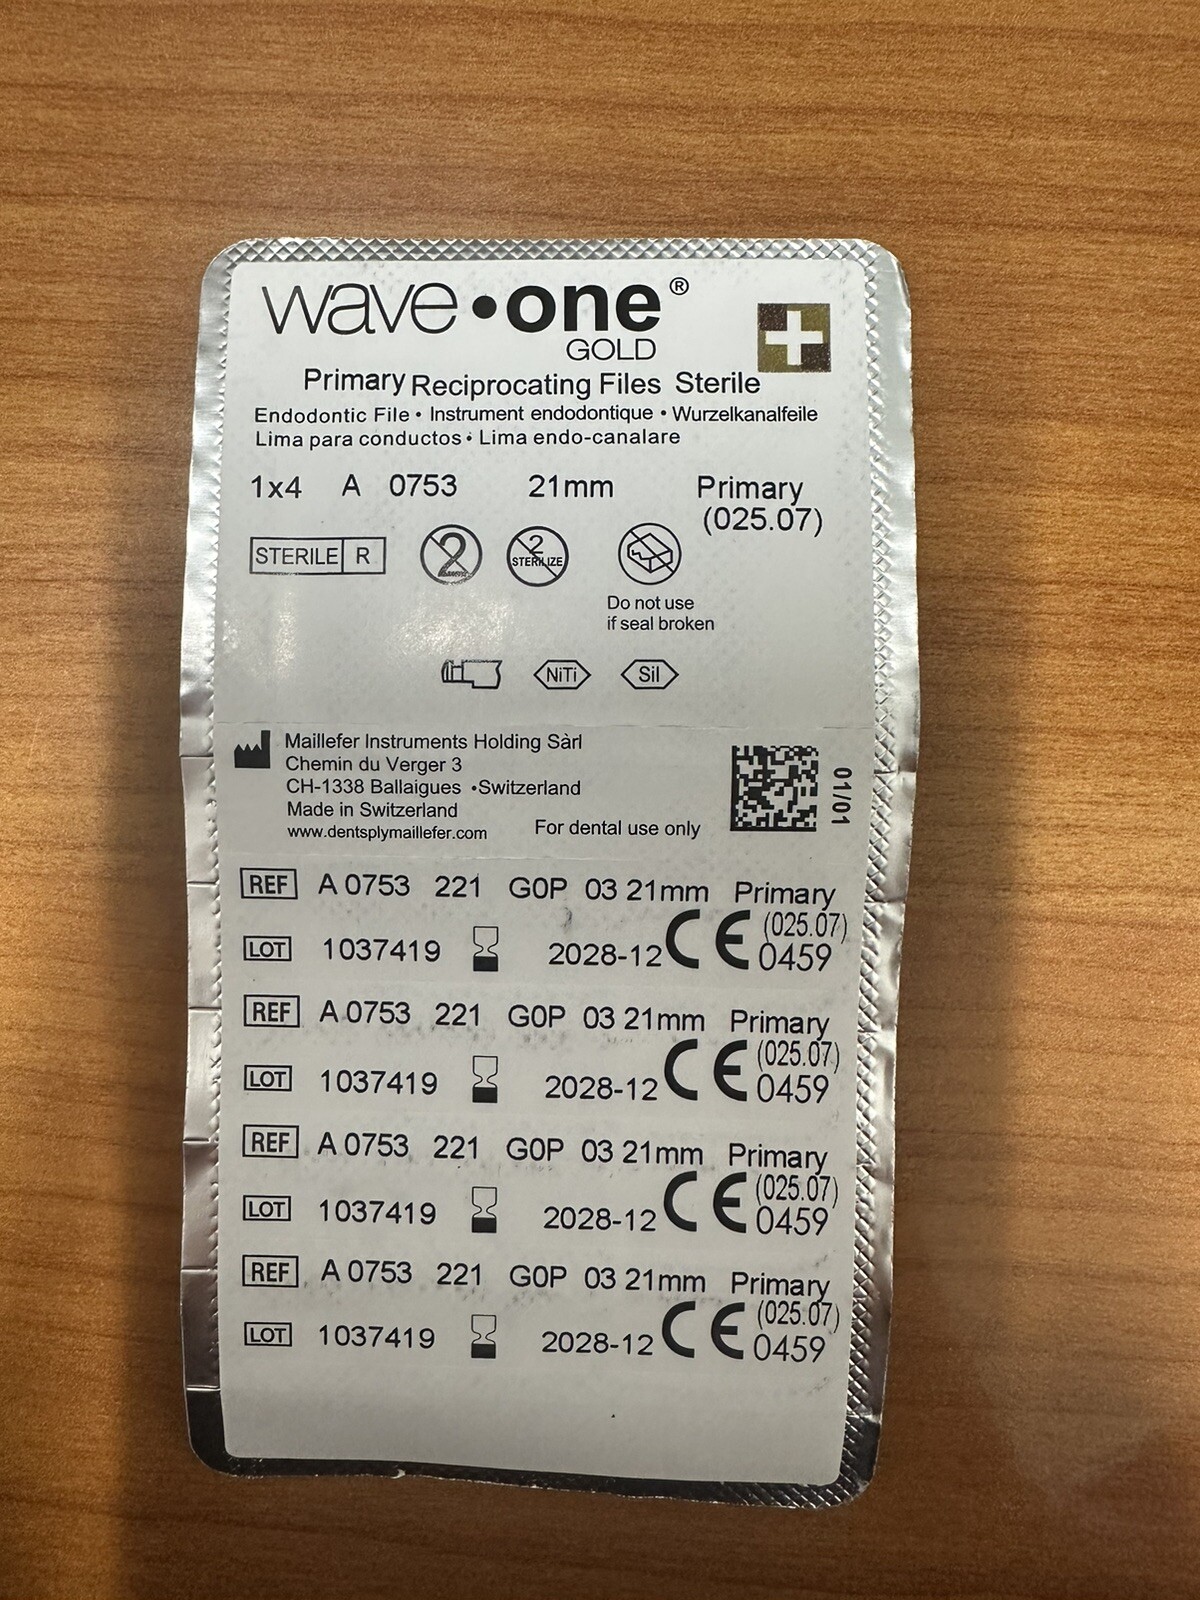 wave•one®
GOLD
Primary Reciprocating Files Sterile
Endodontic File • Instrument endodontique • Wurzelkanalfeile
Lima para conductos • Lima endo-canalare
1x4 A 0753 21mm Primary
(025.07)
STERILE R 2 2 STERILIZE
Do not use
if seal broken
NiTi Sil
Maillefer Instruments Holding Sàrl
Chemin du Verger 3
CH-1338 Ballaigues •Switzerland
Made in Switzerland
www.dentsplymaillefer.com For dental use only
01/01
REF A 0753 221 G0P 03 21mm Primary
(025.07)
LOT 1037419 2028-12 CE 0459
REF A 0753 221 G0P 03 21mm Primary
(025.07)
LOT 1037419 2028-12 CE 0459
REF A 0753 221 G0P 03 21mm Primary
(025.07)
LOT 1037419 2028-12 CE 0459
REF A 0753 221 G0P 03 21mm Primary
(025.07)
LOT 1037419 2028-12 CE 0459